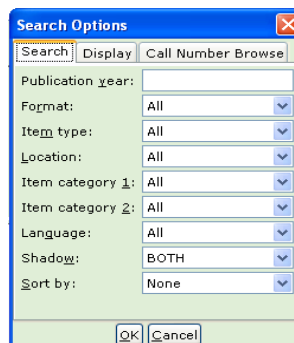 Search Options
Search Display Call Number Browse
Publication year:
Format: All
Item type: All
Location: All
Item category 1: All
Item category 2: All
Language: All
Shadow: BOTH
Sort by: None
OK Cancel